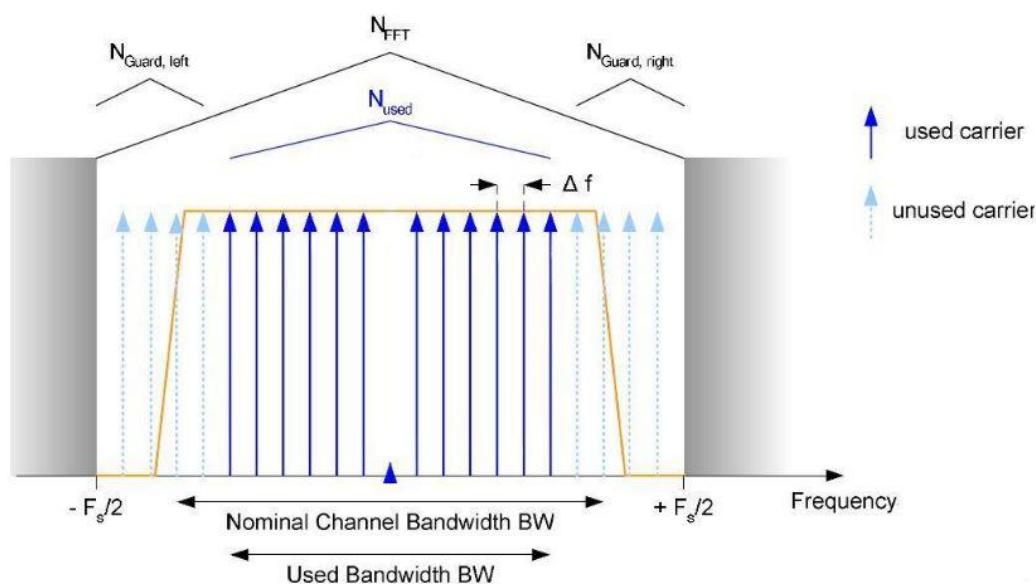 N_FFT
N_Guard, left
N_Guard, right
N_used
Δ f
used carrier
unused carrier
- F_s/2
+ F_s/2
Frequency
Nominal Channel Bandwidth BW
Used Bandwidth BW